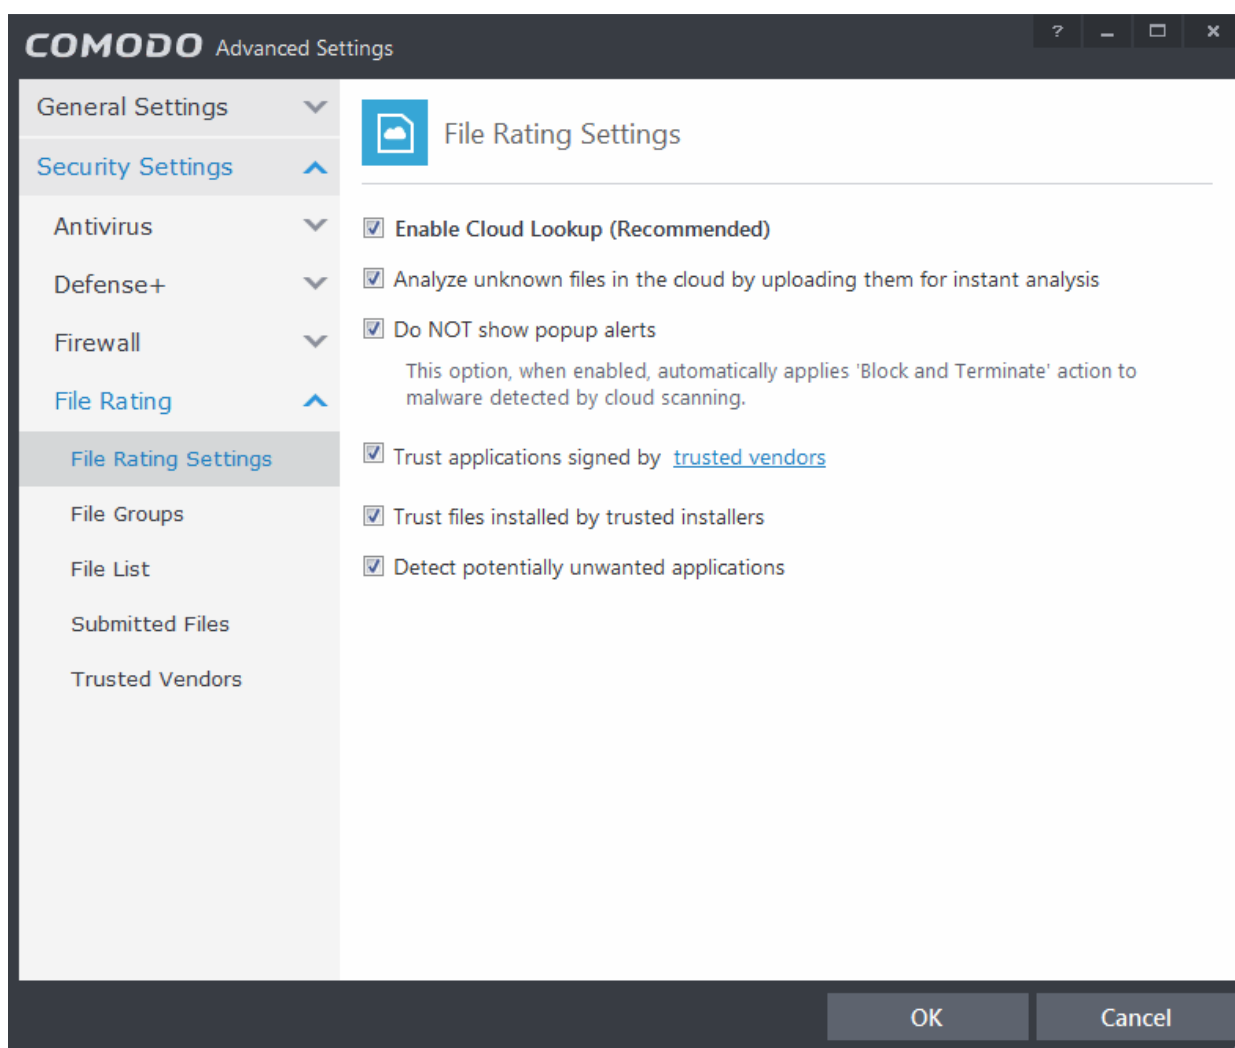 COMODO Advanced Settings
?
General Settings
Security Settings
Antivirus
Defense+
Firewall
File Rating
File Rating Settings
File Groups
File List
Submitted Files
Trusted Vendors
File Rating Settings
Enable Cloud Lookup (Recommended)
Analyze unknown files in the cloud by uploading them for instant analysis
Do NOT show popup alerts
This option, when enabled, automatically applies 'Block and Terminate' action to
malware detected by cloud scanning.
Trust applications signed by trusted vendors
Trust files installed by trusted installers
Detect potentially unwanted applications
OK
Cancel